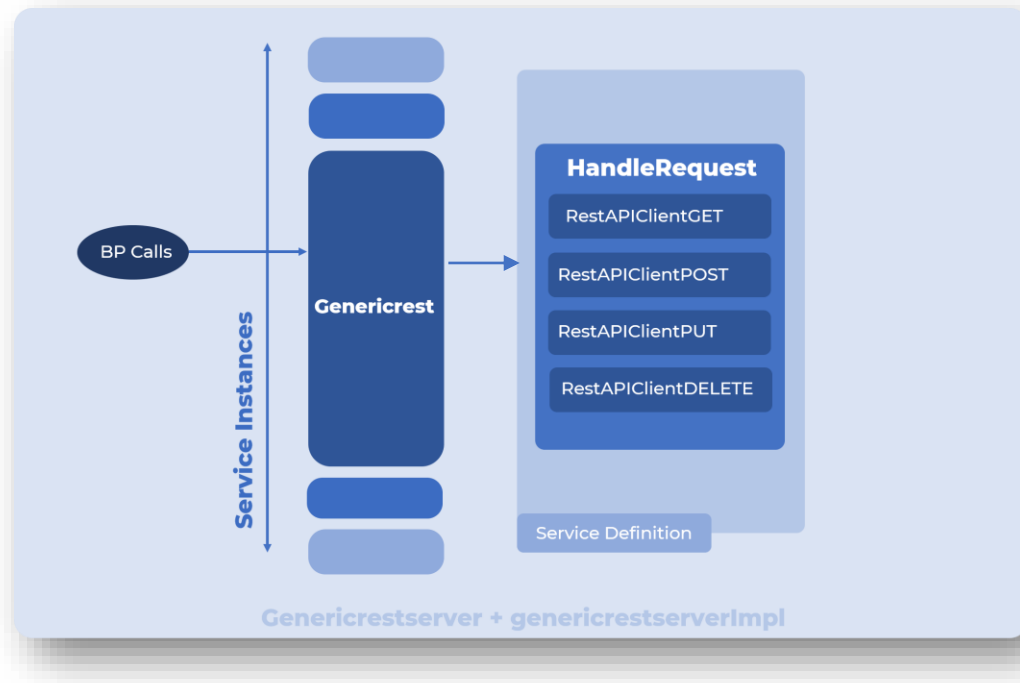 HandleRequest
RestAPIClientGET
BP Calls
RestAPIClientPOST
Genericrest
RestAPIClientPUT
Service Instances
RestAPIClientDELETE
Service Definition
Genericrestserver + genericrestserverImpl